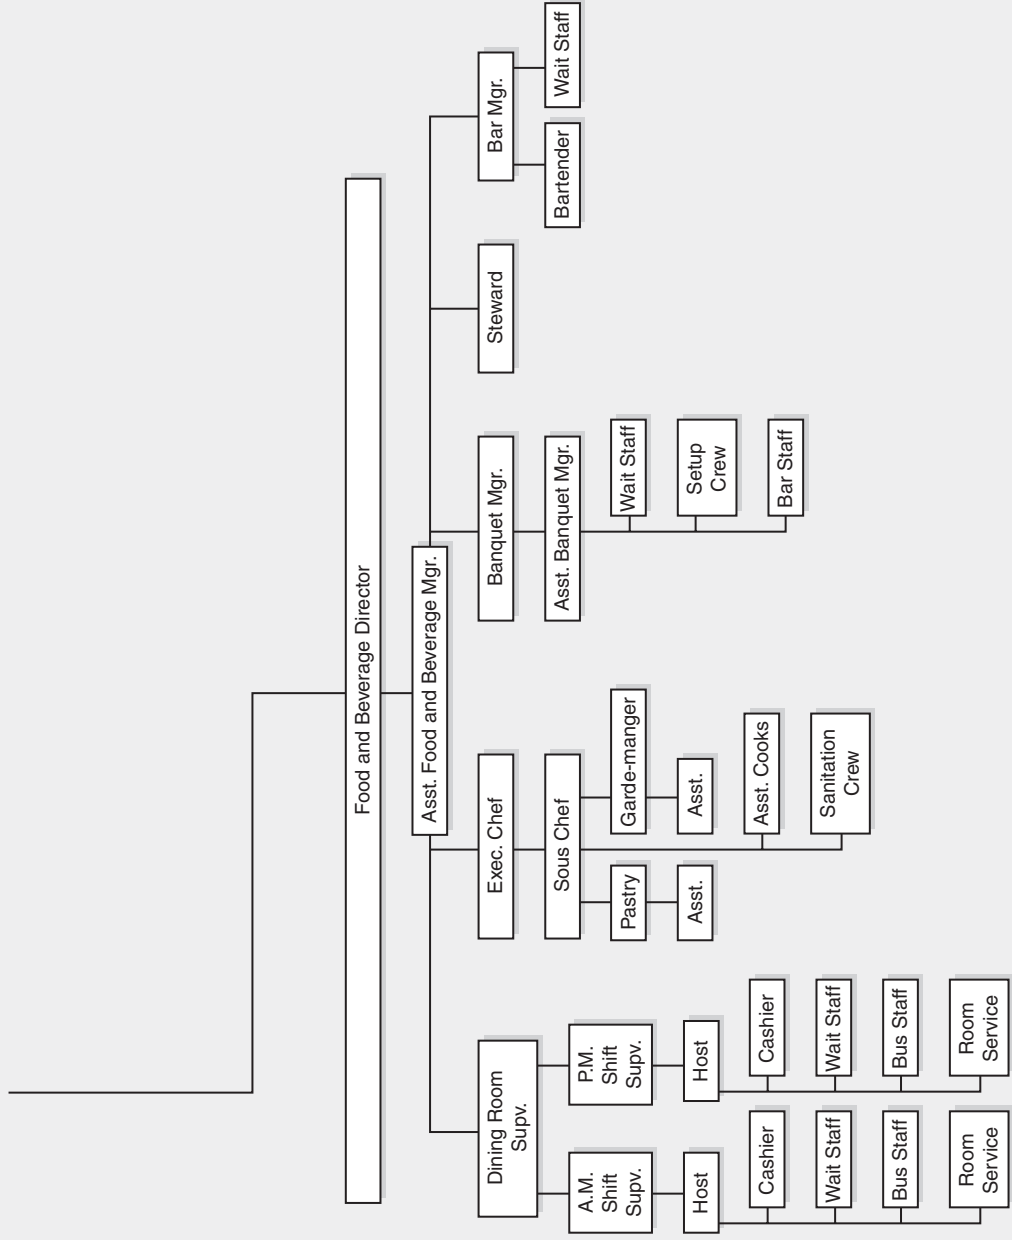 Food and Beverage Director
Asst. Food and Beverage Mgr.
Dining Room
Supv.
Exec. Chef
Banquet Mgr.
Steward
Bar Mgr.
A.M.
Shift
Supv.
P.M.
Shift
Supv.
Sous Chef
Asst. Banquet Mgr.
Bartender
Wait Staff
Host
Host
Pastry
Garde-manger
Wait Staff
Asst.
Asst.
Setup
Crew
Cashier
Cashier
Asst. Cooks
Bar Staff
Wait Staff
Wait Staff
Sanitation
Crew
Bus Staff
Bus Staff
Room
Service
Room
Service